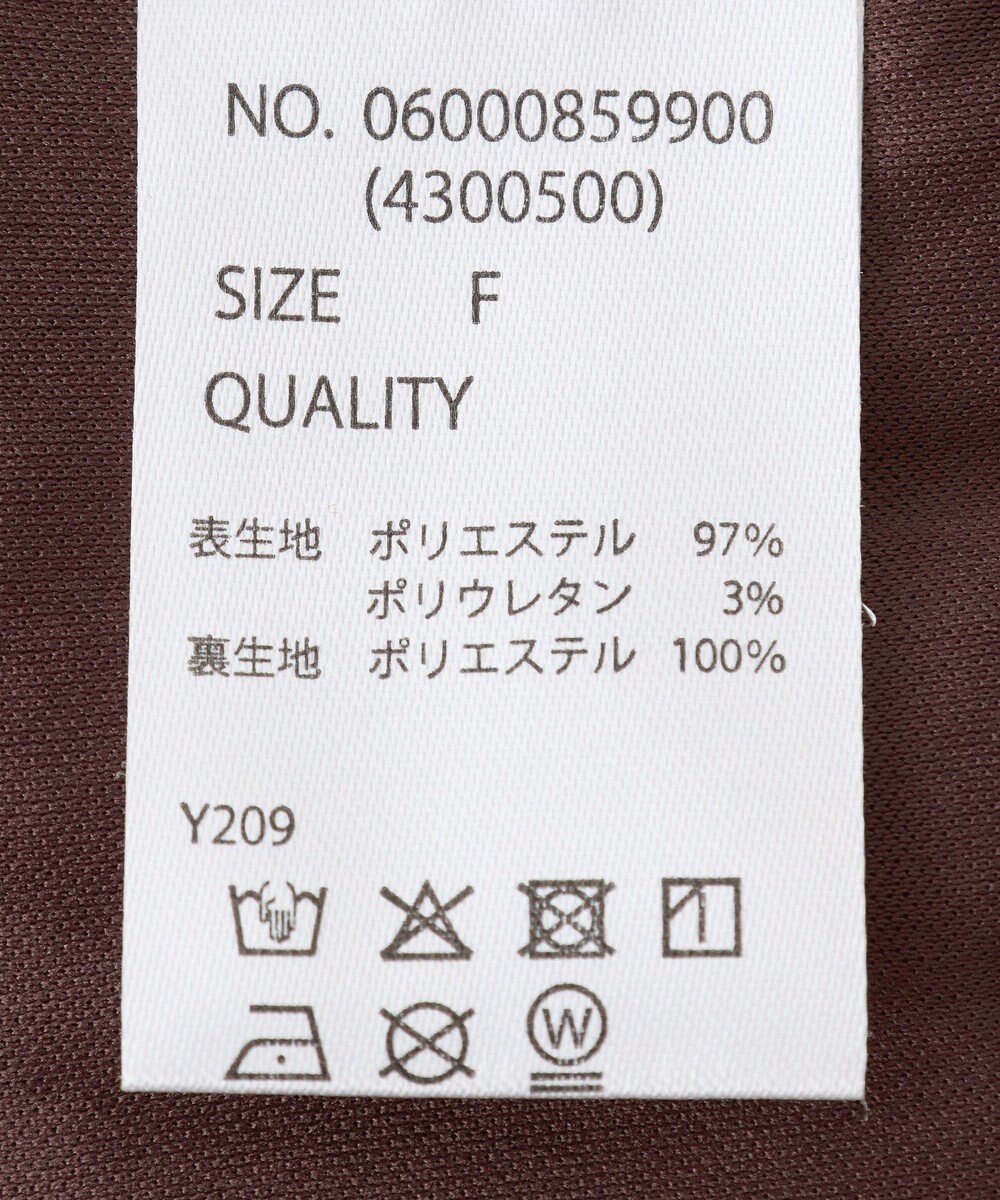 NO. 06000859900
(4300500)
SIZE F
QUALITY
表生地 ポリエステル 97%
ポリウレタン 3%
裏生地 ポリエステル 100%
Y209
W